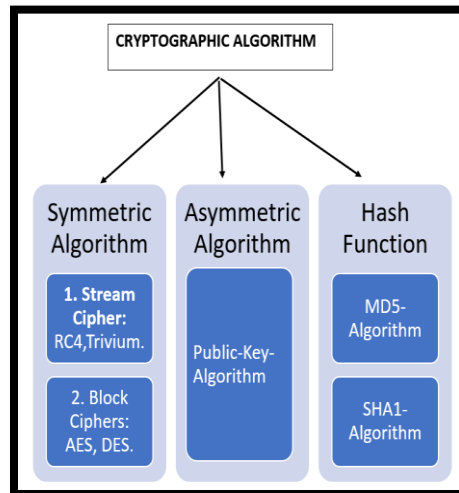 CRYPTOGRAPHIC ALGORITHM
Symmetric
Algorithm
1. Stream
Cipher:
RC4,Trivium.
2. Block
Ciphers:
AES, DES.
Asymmetric
Algorithm
Public-Key-
Algorithm
Hash
Function
MD5-
Algorithm
SHA1-
Algorithm